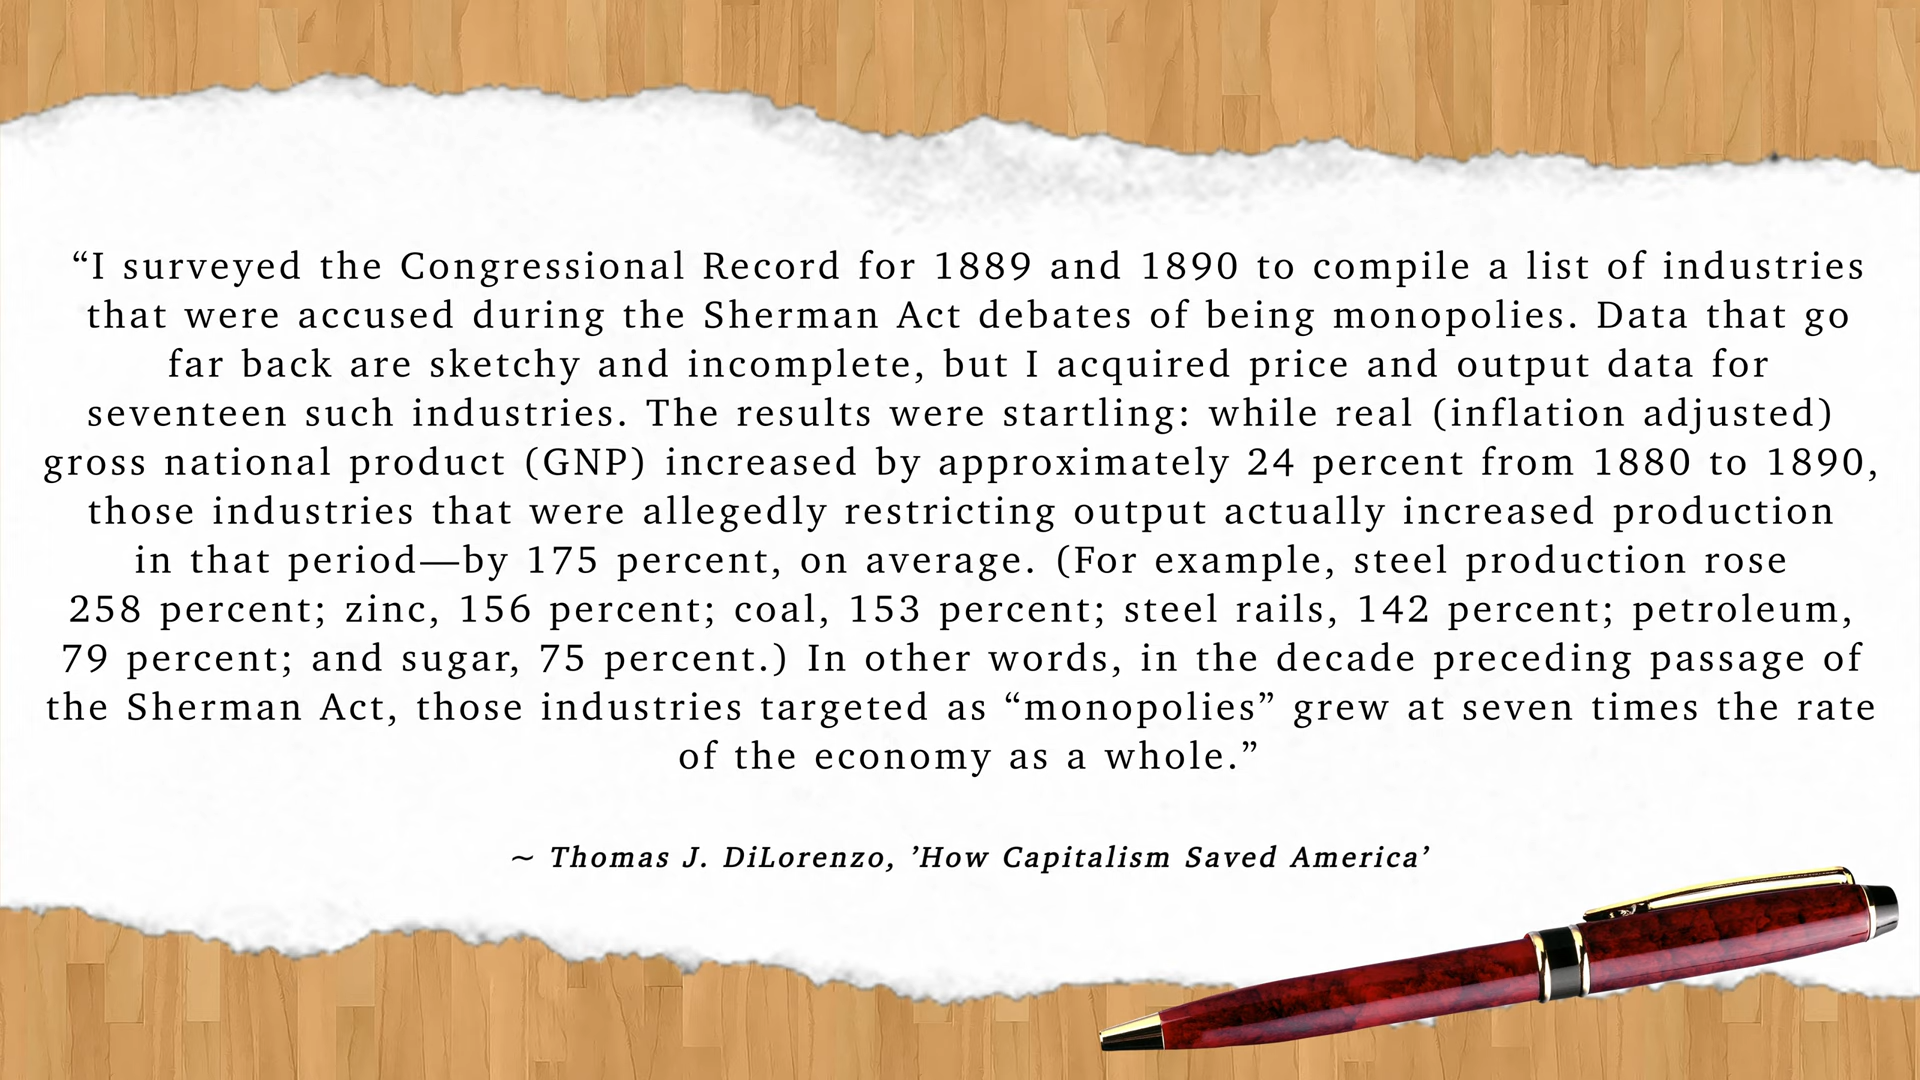 “I surveyed the Congressional Record for 1889 and 1890 to compile a list of industries
that were accused during the Sherman Act debates of being monopolies. Data that go
far back are sketchy and incomplete, but I acquired price and output data for
seventeen such industries. The results were startling: while real (inflation adjusted)
gross national product (GNP) increased by approximately 24 percent from 1880 to 1890,
those industries that were allegedly restricting output actually increased production
in that period—by 175 percent, on average. (For example, steel production rose
258 percent; zinc, 156 percent; coal, 153 percent; steel rails, 142 percent; petroleum,
79 percent; and sugar, 75 percent.) In other words, in the decade preceding passage of
the Sherman Act, those industries targeted as “monopolies” grew at seven times the rate
of the economy as a whole.”
~ Thomas J. DiLorenzo, ’How Capitalism Saved America’